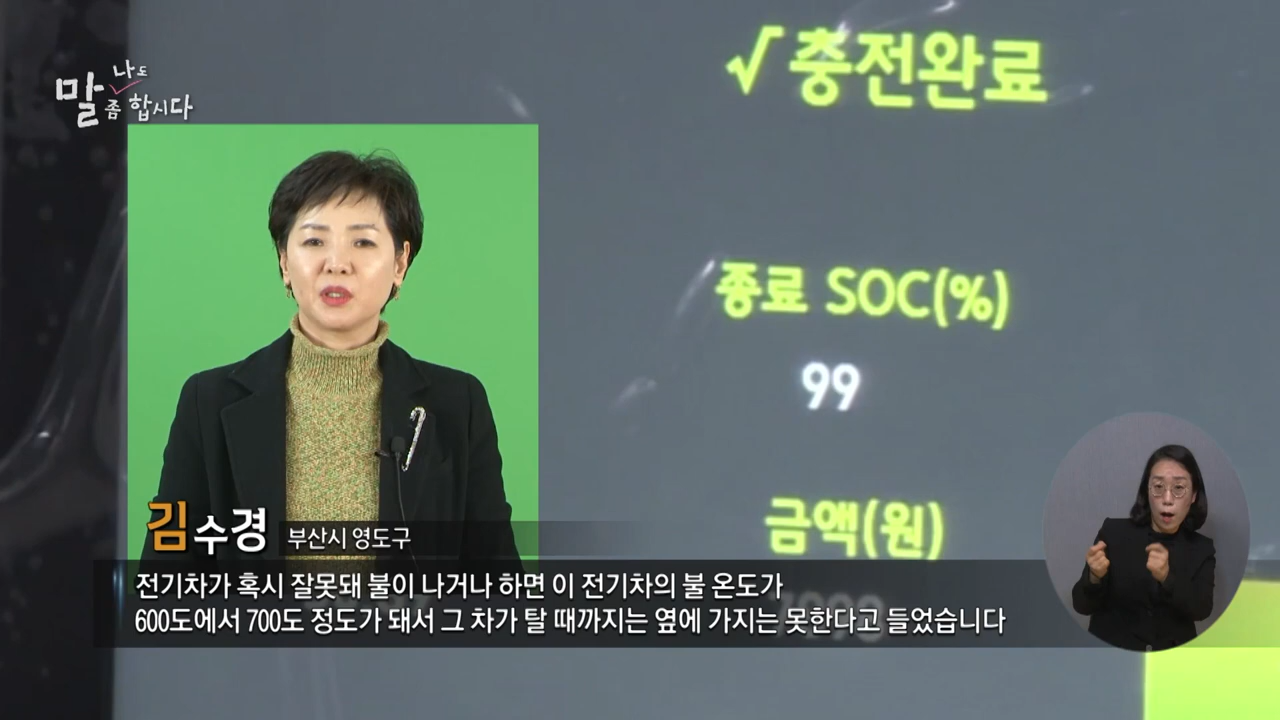 나도
말 좀 합시다
√충전완료
종료 SOC(%)
99
금액(원)
김수경 부산시 영도구
전기차가 혹시 잘못돼 불이 나거나 하면 이 전기차의 불 온도가
600도에서 700도 정도가 돼서 그 차가 탈 때까지는 옆에 가지는 못한다고 들었습니다